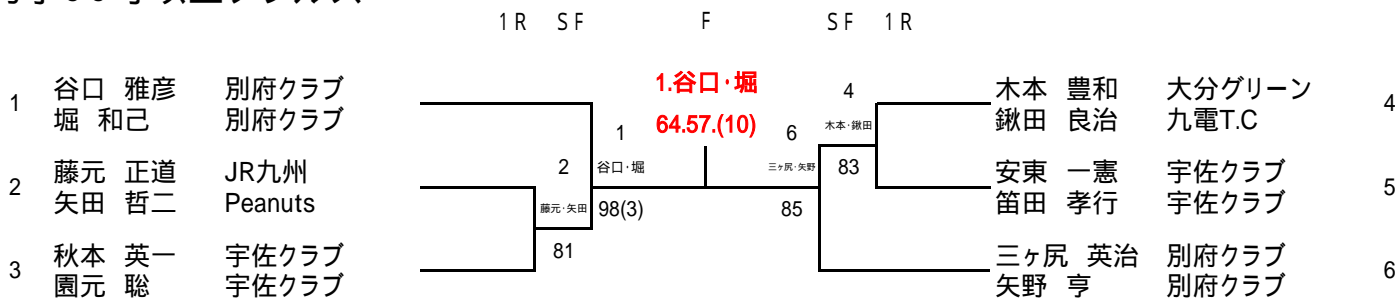 1R SF F SF 1R
1 谷口 雅彦 別府クラブ
堀 和己 別府クラブ
2 藤元 正道 JR九州
矢田 哲二 Peanuts
3 秋本 英一 宇佐クラブ
園元 聡 宇佐クラブ
2
藤元・矢田
81
1
谷口・堀
98(3)
1.谷口・堀
64.57.(10)
6
三ヶ尻・矢野
85
4
木本・鍬田
83
木本 豊和 大分グリーン 4
鍬田 良治 九電T.C
安東 一憲 宇佐クラブ 5
笛田 孝行 宇佐クラブ
三ヶ尻 英治 別府クラブ 6
矢野 亨 別府クラブ